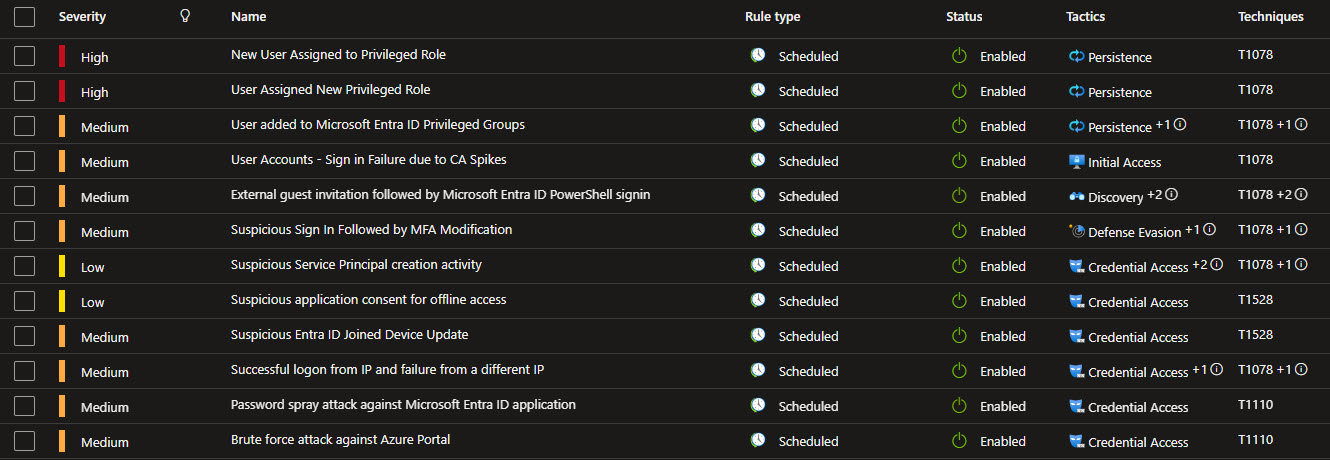 Severity Name Rule type Status Tactics Techniques
High New User Assigned to Privileged Role Scheduled Enabled Persistence T1078
High User Assigned New Privileged Role Scheduled Enabled Persistence T1078
Medium User added to Microsoft Entra ID Privileged Groups Scheduled Enabled Persistence +1 T1078 +1
Medium User Accounts - Sign in Failure due to CA Spikes Scheduled Enabled Initial Access T1078
Medium External guest invitation followed by Microsoft Entra ID PowerShell signin Scheduled Enabled Discovery +2 T1078 +2
Medium Suspicious Sign In Followed by MFA Modification Scheduled Enabled Defense Evasion +1 T1078 +1
Low Suspicious Service Principal creation activity Scheduled Enabled Credential Access +2 T1078 +1
Low Suspicious application consent for offline access Scheduled Enabled Credential Access T1528
Medium Suspicious Entra ID Joined Device Update Scheduled Enabled Credential Access T1528
Medium Successful logon from IP and failure from a different IP Scheduled Enabled Credential Access +1 T1078 +1
Medium Password spray attack against Microsoft Entra ID application Scheduled Enabled Credential Access T1110
Medium Brute force attack against Azure Portal Scheduled Enabled Credential Access T1110